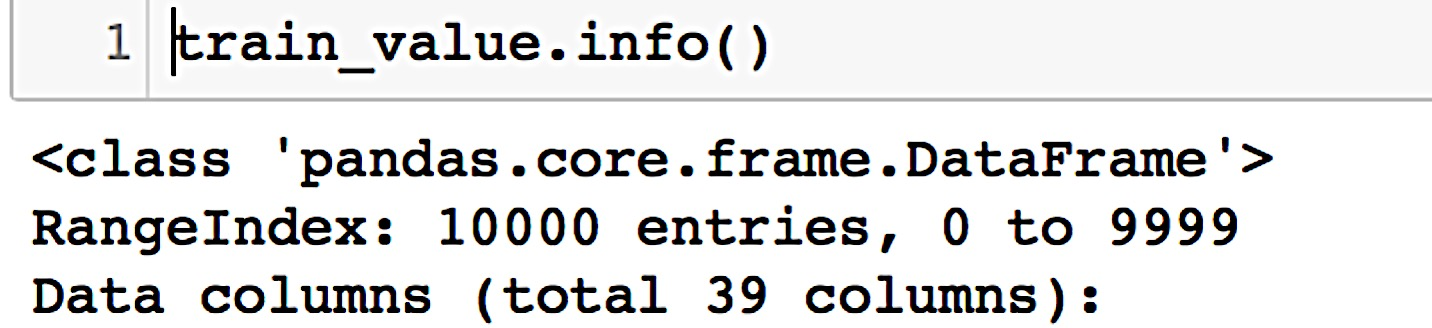 1 train_value.info()
<class 'pandas.core.frame.DataFrame'>
RangeIndex: 10000 entries, 0 to 9999
Data columns (total 39 columns):